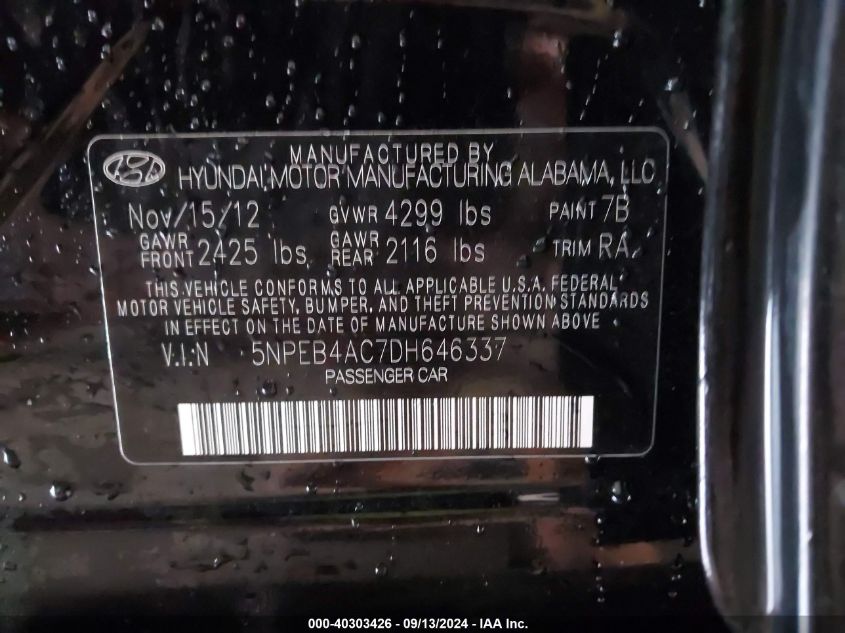 MANUFACTURED BY
HYUNDAI MOTOR MANUFACTURING ALABAMA, LLC
Nov/15/12 GVWR 4299 lbs PAINT 7B
GAWR FRONT 2425 lbs GAWR REAR 2116 lbs TRIM RA
THIS VEHICLE CONFORMS TO ALL APPLICABLE U.S.A. FEDERAL
MOTOR VEHICLE SAFETY, BUMPER, AND THEFT PREVENTION STANDARDS
IN EFFECT ON THE DATE OF MANUFACTURE SHOWN ABOVE
V.I.N 5NPEB4AC7DH646337
PASSENGER CAR
000-40303426 - 09/13/2024 - IAA Inc.